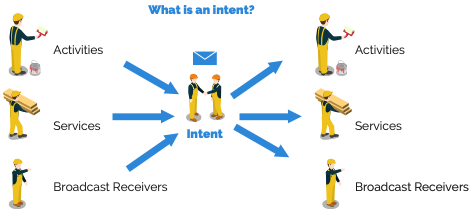 What is an intent?
Activities
Activities
Services
Intent
Services
Broadcast Receivers
Broadcast Receivers